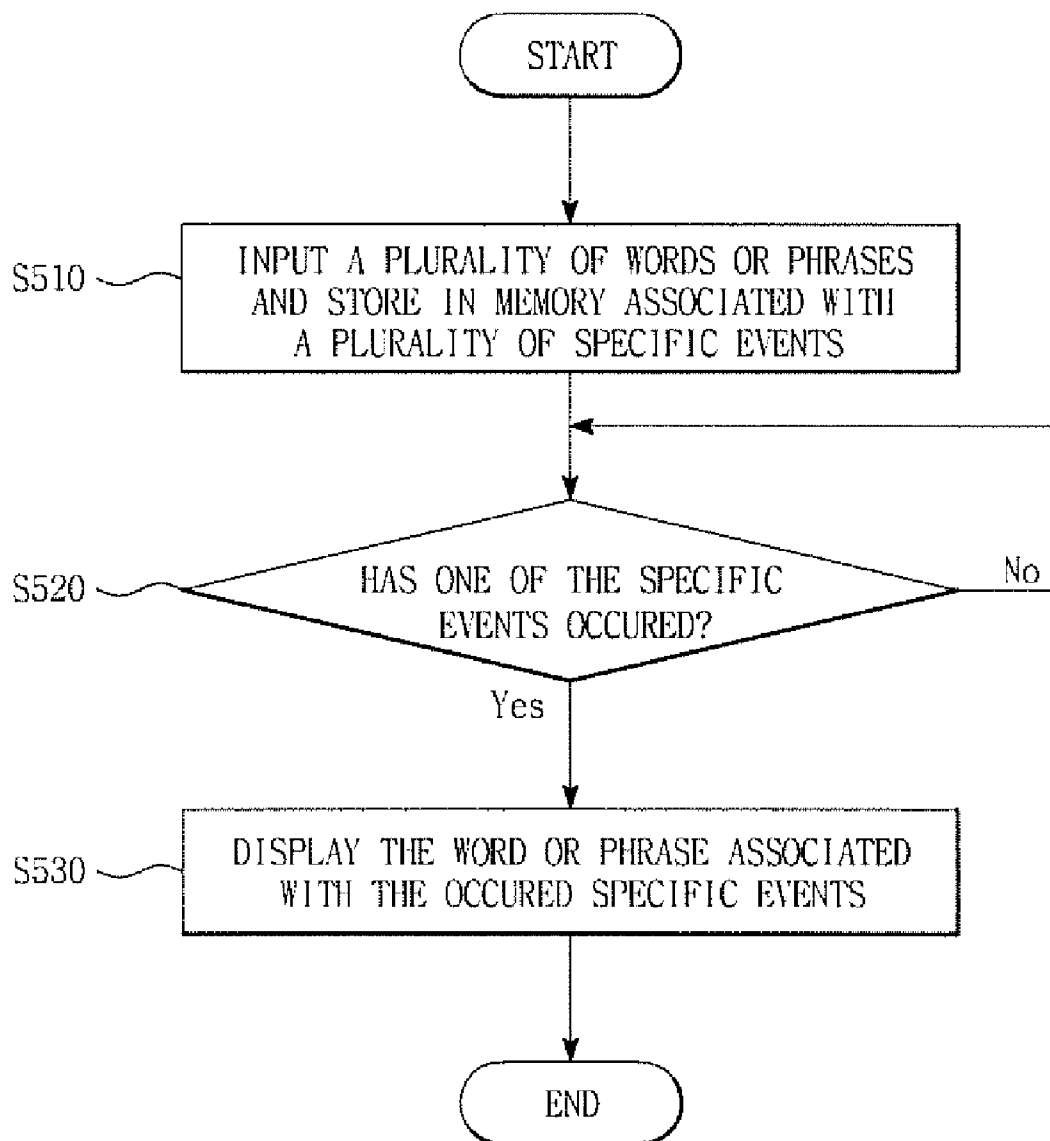 START
S510
INPUT A PLURALITY OF WORDS OR PHRASES
AND STORE IN MEMORY ASSOCIATED WITH
A PLURALITY OF SPECIFIC EVENTS
S520
HAS ONE OF THE SPECIFIC
EVENTS OCCURED?
No
Yes
S530
DISPLAY THE WORD OR PHRASE ASSOCIATED
WITH THE OCCURED SPECIFIC EVENTS
END